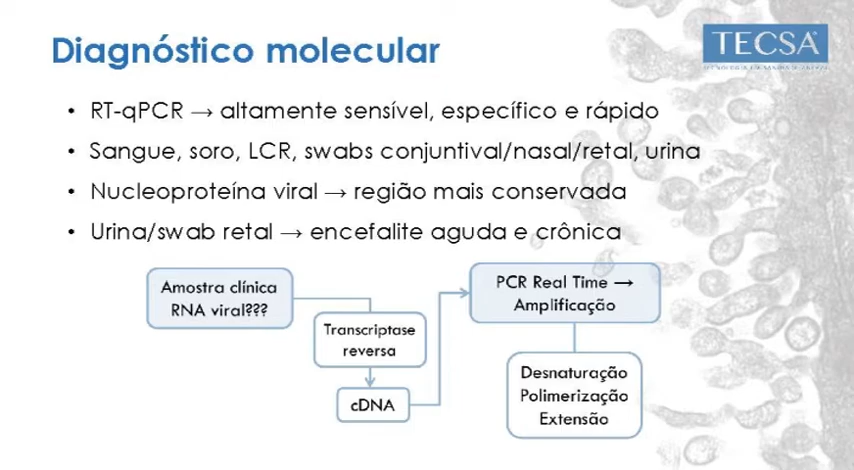 Diagnóstico molecular
TECSA®
• RT-qPCR → altamente sensível, específico e rápido
• Sangue, soro, LCR, swabs conjuntival/nasal/retal, urina
• Nucleoproteína viral → região mais conservada
• Urina/swab retal → encefalite aguda e crônica
Amostra clínica
RNA viral???
Transcriptase
reversa
cDNA
PCR Real Time →
Amplificação
Desnaturação
Polimerização
Extensão